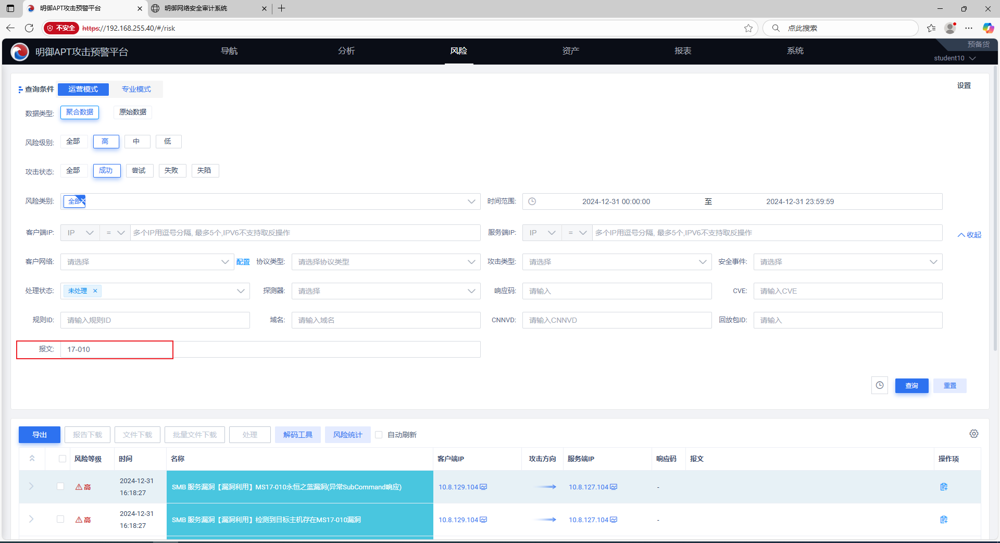 明御APT攻击预警平台
明御网络安全审计系统
不安全 https://192.168.255.40/#/risk
点此搜索
明御APT攻击预警平台 导航 分析 风险 资产 报表 系统
预备货
student10
查询条件 运营模式 专业模式 设置
数据类型: 聚合数据 原始数据
风险级别: 全部 高 中 低
攻击状态: 全部 成功 尝试 失败 失陷
风险类别: 全部 时间范围: 2024-12-31 00:00:00 至 2024-12-31 23:59:59
客户端IP: IP = 多个IP用逗号分隔, 最多5个,IPV6不支持取反操作 服务端IP: IP = 多个IP用逗号分隔, 最多5个,IPV6不支持取反操作 收起
客户网络: 请选择 配置 协议类型: 请选择协议类型 攻击类型: 请选择 安全事件: 请选择
处理状态: 未处理 探测器: 请选择 响应码: 请输入 CVE: 请输入CVE
规则ID: 请输入规则ID 域名: 请输入域名 CNNVD: 请输入CNNVD 回放包ID: 请输入
报文: 17-010
查询 重置
导出 报告下载 文件下载 批量文件下载 处理 解码工具 风险统计 自动刷新
风险等级 时间 名称 客户端IP 攻击方向 服务端IP 响应码 报文 操作项
高 2024-12-31 16:18:27 SMB 服务漏洞【漏洞利用】MS17-010永恒之蓝漏洞(异常SubCommand响应) 10.8.129.104 10.8.127.104 -
高 2024-12-31 16:18:27 SMB 服务漏洞【漏洞利用】检测到目标主机存在MS17-010漏洞 10.8.129.104 10.8.127.104 -